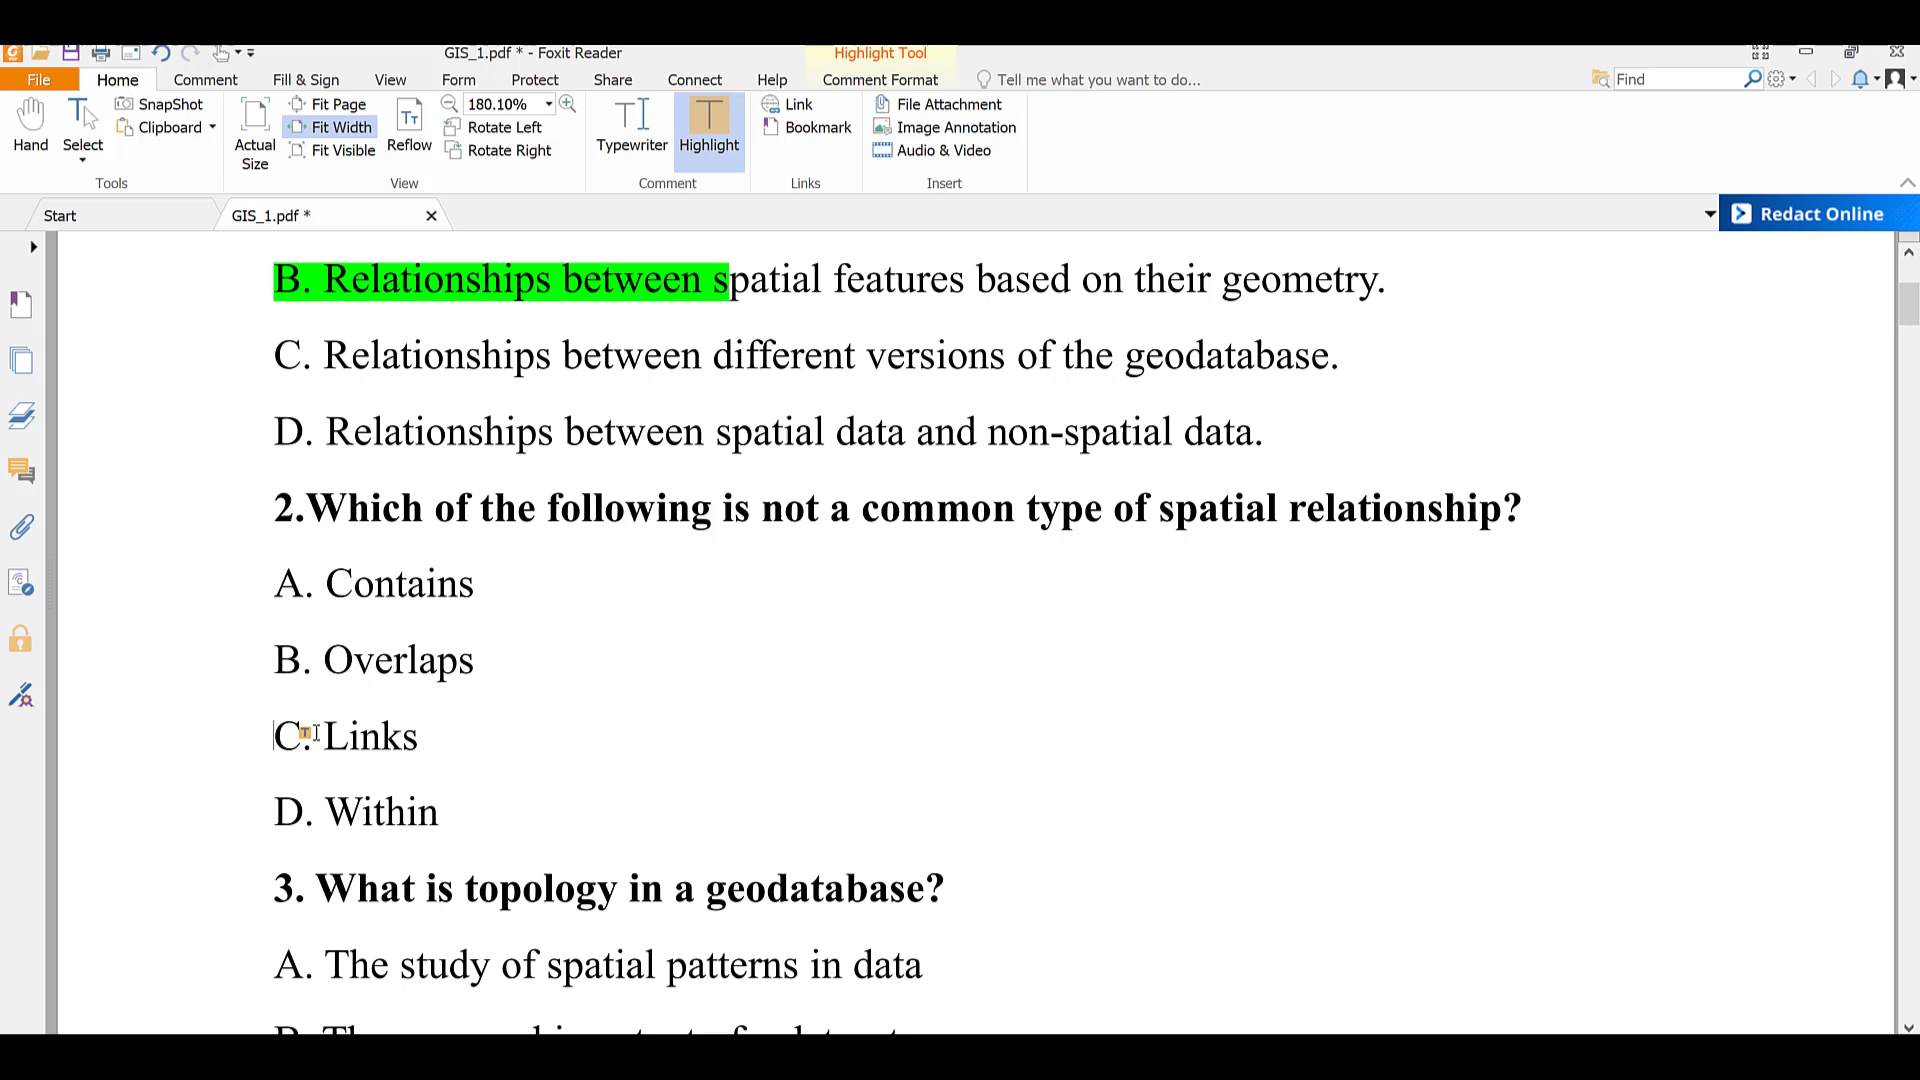 GIS_1.pdf * - Foxit Reader
Highlight Tool
File Home Comment Fill & Sign View Form Protect Share Connect Help Comment Format Tell me what you want to do... Find
SnapShot Fit Page 180.10% Link File Attachment
Clipboard Fit Width Rotate Left Bookmark Image Annotation
Hand Select Actual Size Fit Visible Reflow Rotate Right Typewriter Highlight Audio & Video
Tools View Comment Links Insert
Start GIS_1.pdf * Redact Online
B. Relationships between spatial features based on their geometry.
C. Relationships between different versions of the geodatabase.
D. Relationships between spatial data and non-spatial data.
2.Which of the following is not a common type of spatial relationship?
A. Contains
B. Overlaps
C. Links
D. Within
3. What is topology in a geodatabase?
A. The study of spatial patterns in data